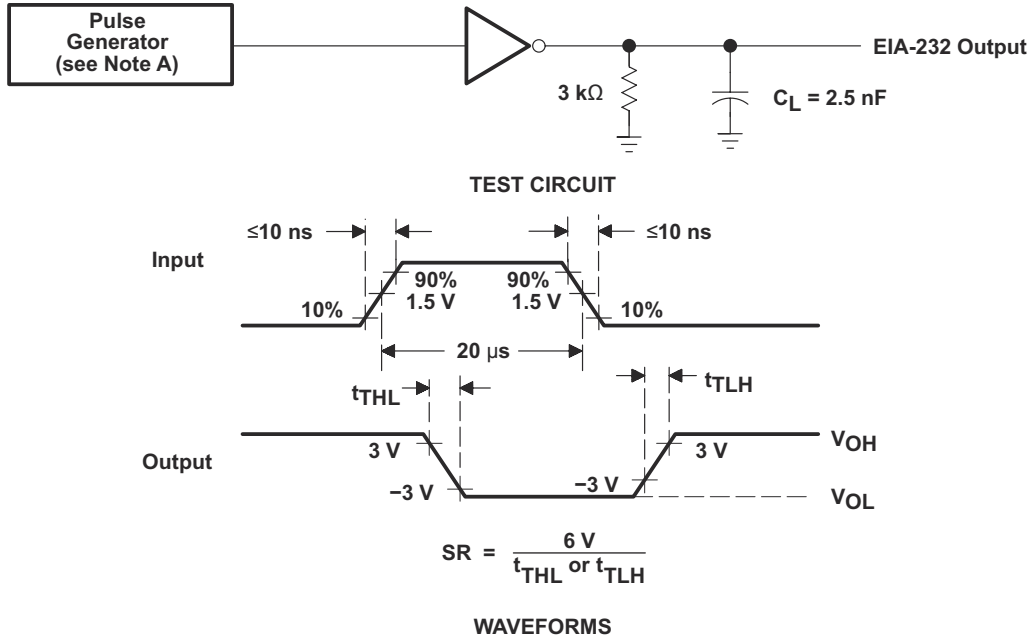 Pulse
Generator
(see Note A)
EIA-232 Output
3 kΩ
CL = 2.5 nF
TEST CIRCUIT
≤10 ns
≤10 ns
Input
90%
90%
1.5 V
1.5 V
10%
10%
20 μs
tTHL
tTLH
Output
3 V
3 V
VOH
−3 V
−3 V
VOL
SR = 6 V
tTHL or tTLH
WAVEFORMS